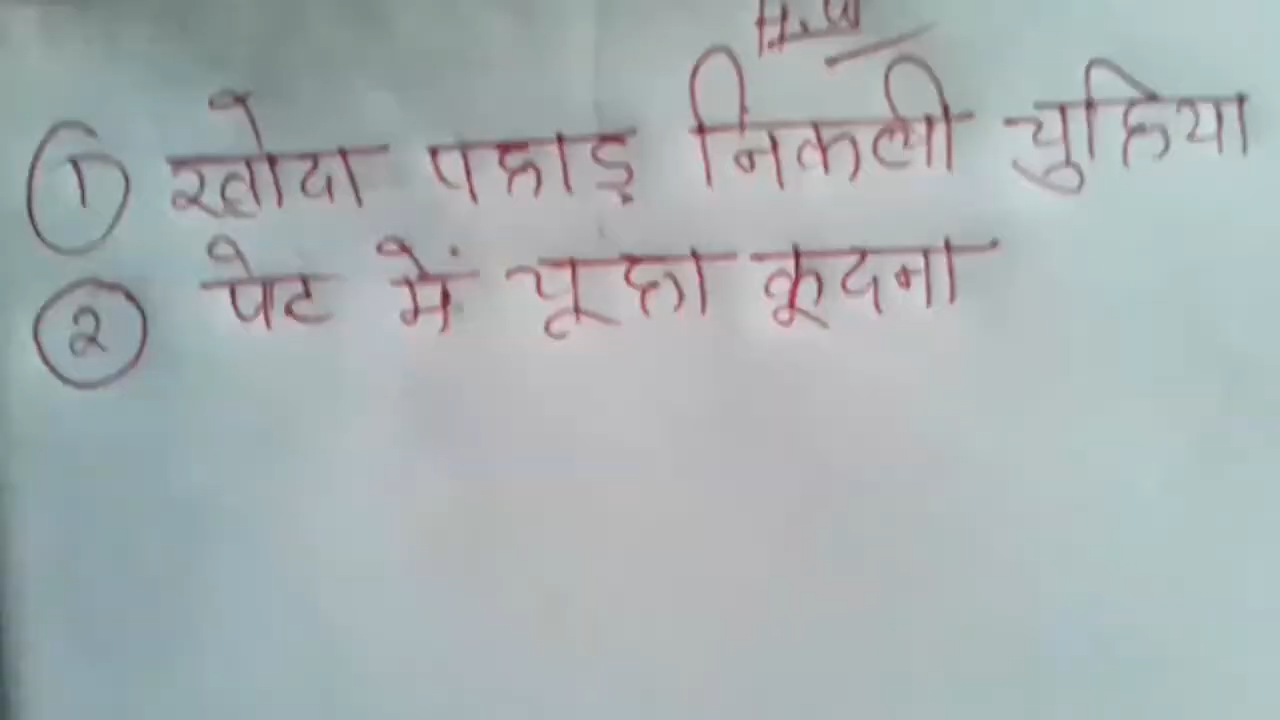 H.W
① खोदा पहाड़ निकली चुहिया
② पेट में चूहा कूदना